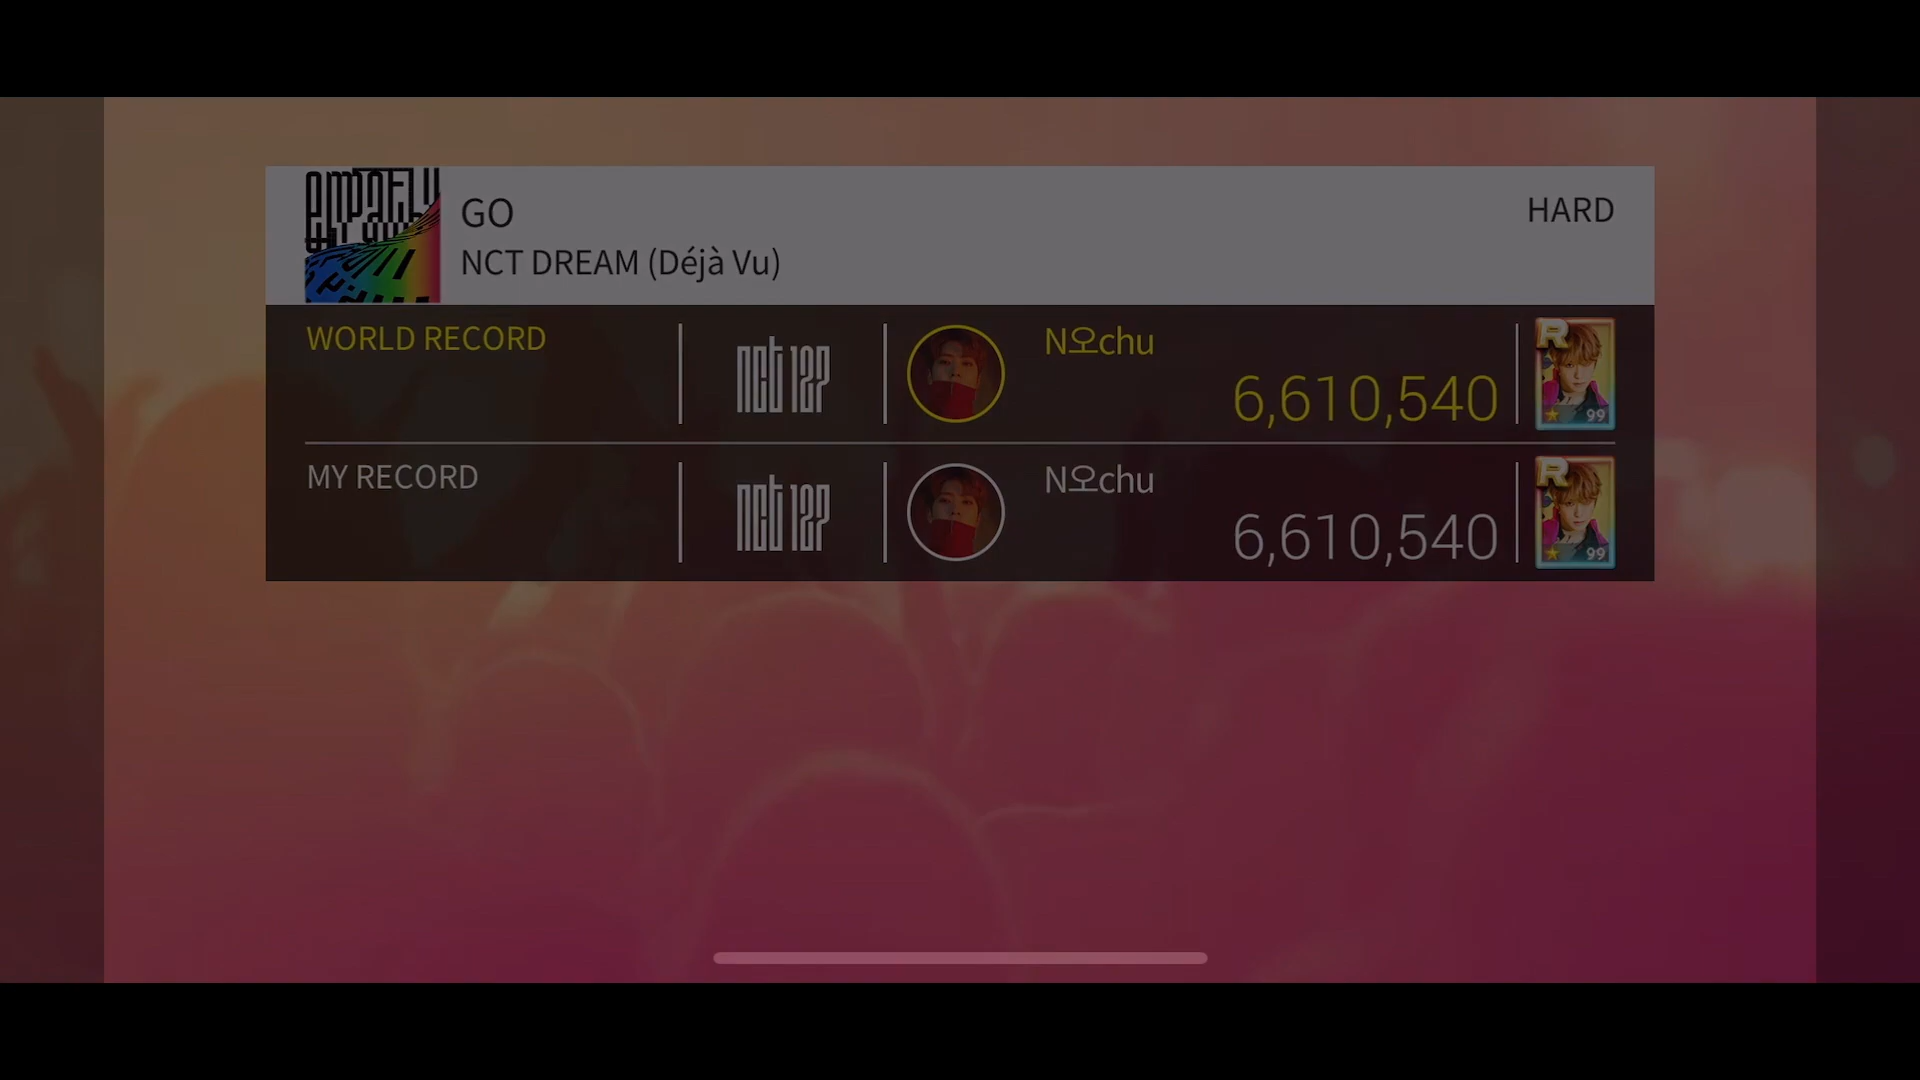 empathy
GO
HARD
NCT DREAM (Déjà Vu)
WORLD RECORD
nct 127
N오chu
6,610,540
R
99
MY RECORD
nct 127
N오chu
6,610,540
R
99